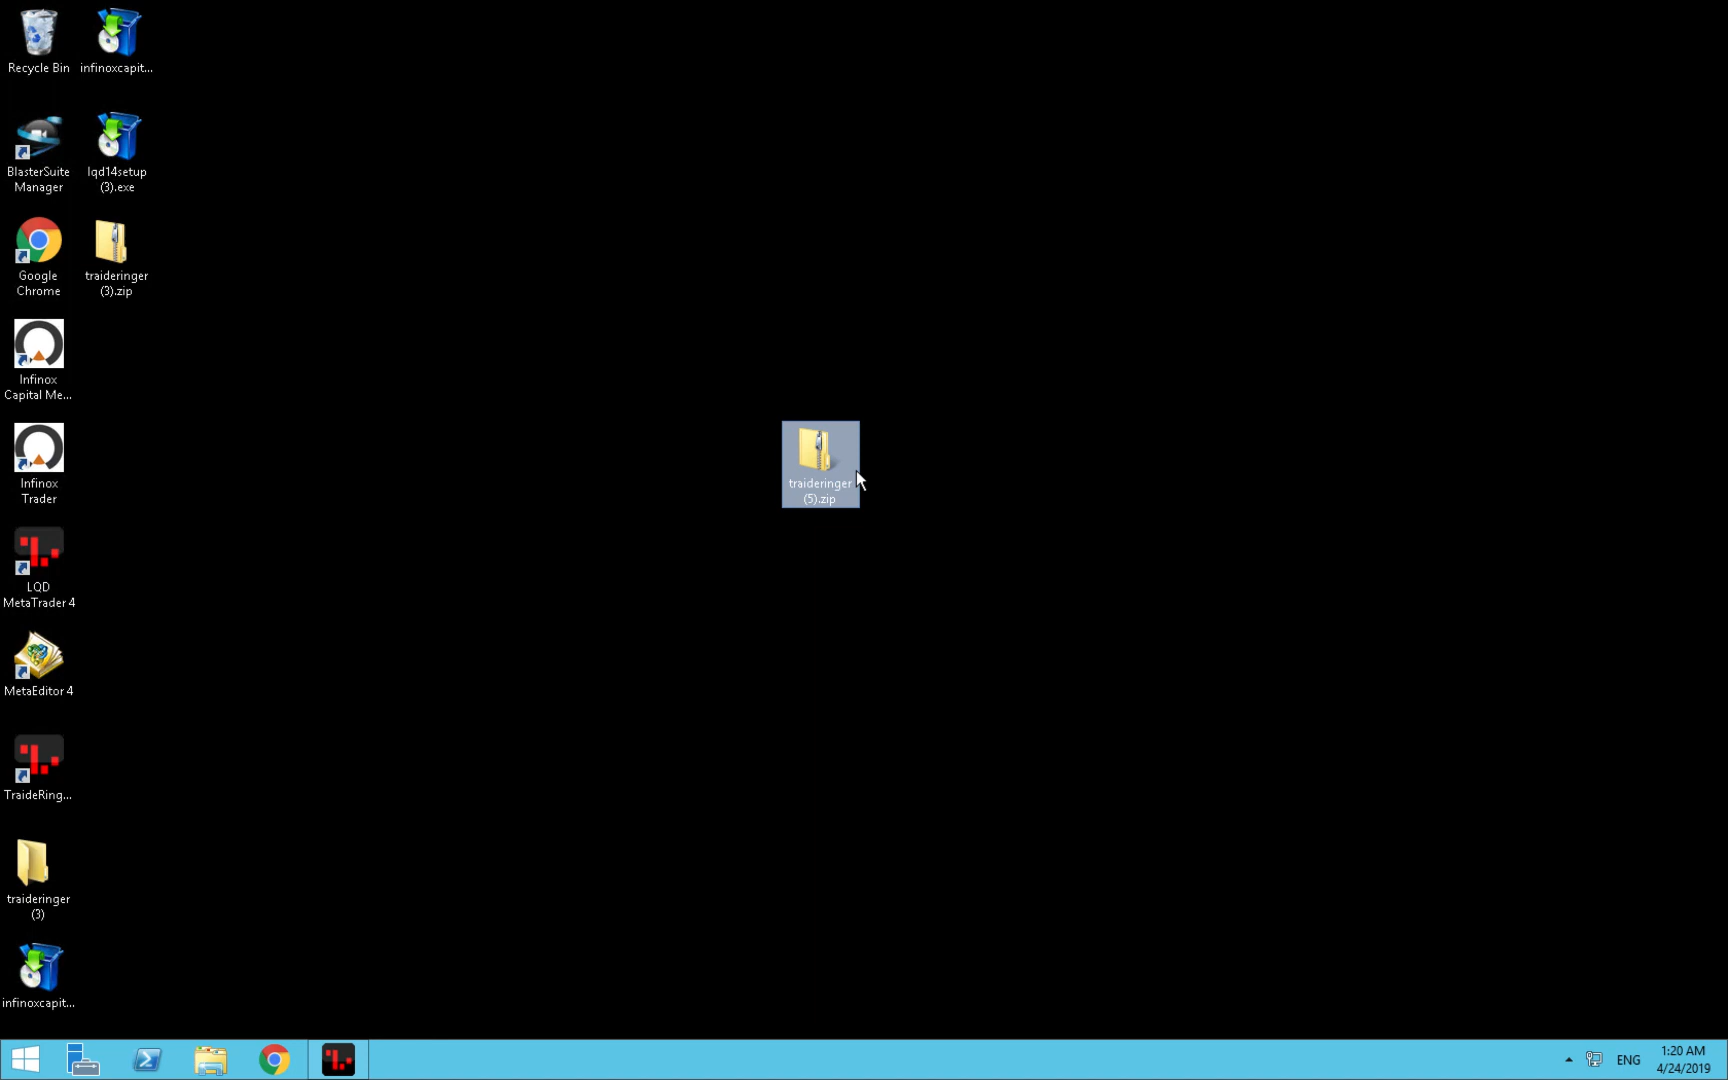 Recycle Bin
infinoxcapit...
BlasterSuite
Manager
lqd14setup
(3).exe
Google
Chrome
traideringer
(3).zip
Infinox
Capital Me...
Infinox
Trader
traideringer
(5).zip
LQD
MetaTrader 4
MetaEditor 4
TraideRing...
traideringer
(3)
infinoxcapit...
ENG
1:20 AM
4/24/2019